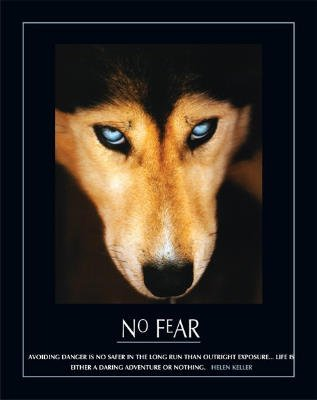 NO FEAR
AVOIDING DANGER IS NO SAFER IN THE LONG RUN THAN OUTRIGHT EXPOSURE... LIFE IS
EITHER A DARING ADVENTURE OR NOTHING. HELEN KELLER